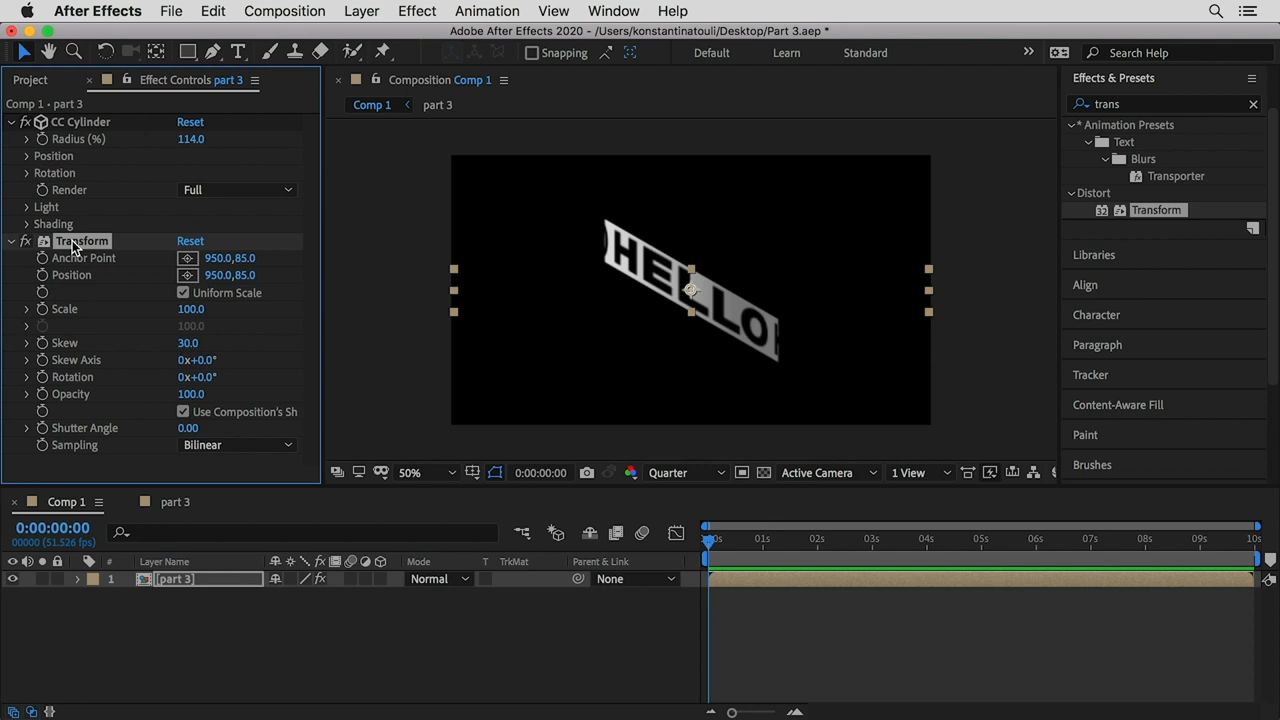 After Effects File Edit Composition Layer Effect Animation View Window Help
Adobe After Effects 2020 - /Users/konstantinatouli/Desktop/Part 3.aep *
Snapping Default Learn Standard Search Help
Project Effect Controls part 3
Comp 1 • part 3
fx CC Cylinder Reset
Radius (%) 114.0
Position
Rotation
Render Full
Light
Shading
fx Transform Reset
Anchor Point 950.0,85.0
Position 950.0,85.0
Uniform Scale
Scale 100.0
100.0
Skew 30.0
Skew Axis 0x+0.0°
Rotation 0x+0.0°
Opacity 100.0
Use Composition's Sh
Shutter Angle 0.00
Sampling Bilinear
Composition Comp 1
Comp 1 part 3
HELLO
50% 0:00:00:00 Quarter Active Camera 1 View
Effects & Presets
trans
* Animation Presets
Text
Blurs
Transporter
Distort
32 Transform
Libraries
Align
Character
Paragraph
Tracker
Content-Aware Fill
Paint
Brushes
Comp 1 part 3
0:00:00:00
00000 (51.526 fps)
# Layer Name fx Mode T TrkMat Parent & Link
1 [part 3] fx Normal None
01s 02s 03s 04s 05s 06s 07s 08s 09s 10s